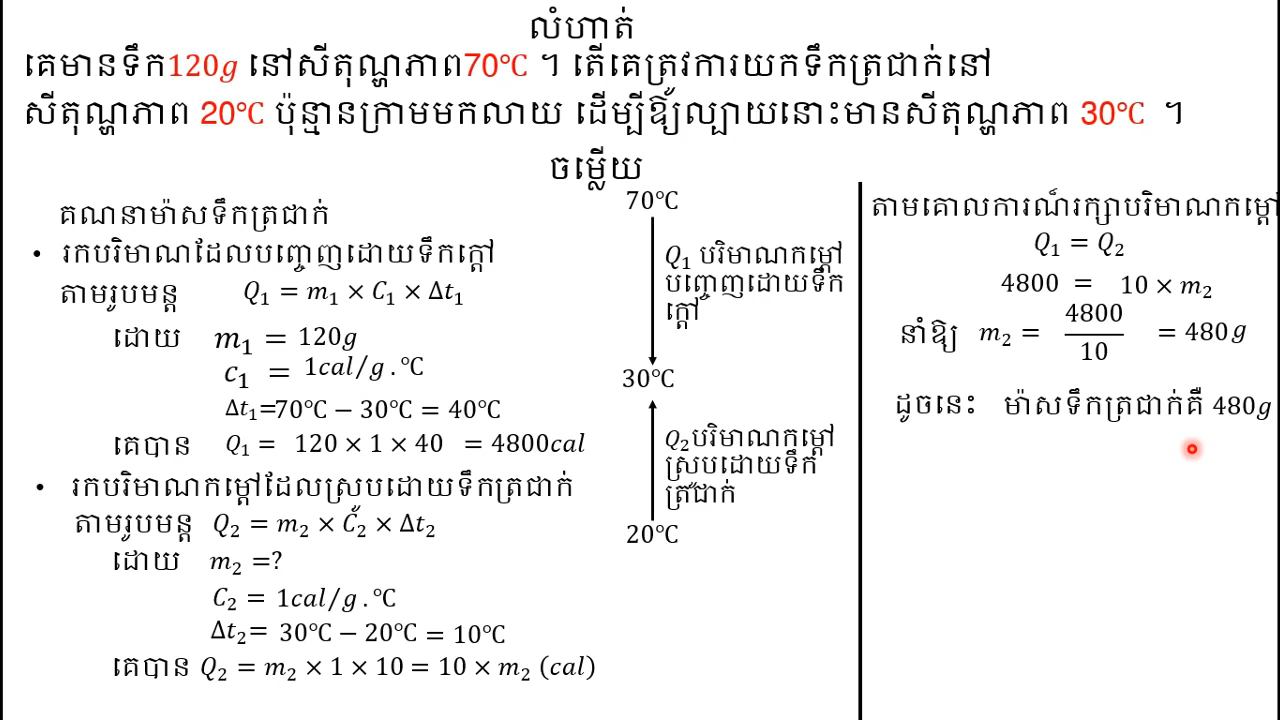 លំហាត់
គេមានទឹក120g នៅសីតុណ្ហភាព70℃ ។ តើគេត្រូវការយកទឹកត្រជាក់នៅ
សីតុណ្ហភាព 20℃ ប៉ុន្មានក្រាមមកលាយ ដើម្បីឱ្យល្បាយនោះមានសីតុណ្ហភាព 30℃ ។
ចម្លើយ
គណនាម៉ាសទឹកត្រជាក់
• រកបរិមាណដែលបញ្ចេញដោយទឹកក្តៅ
តាមរូបមន្ត Q₁ = m₁ × C₁ × Δt₁
ដោយ m₁ = 120g
c₁ = 1cal/g.℃
Δt₁=70℃ − 30℃ = 40℃
គេបាន Q₁ = 120 × 1 × 40 = 4800cal
• រកបរិមាណកម្តៅដែលស្រូបដោយទឹកត្រជាក់
តាមរូបមន្ត Q₂ = m₂ × C₂ × Δt₂
ដោយ m₂ =?
C₂ = 1cal/g.℃
Δt₂= 30℃ − 20℃ = 10℃
គេបាន Q₂ = m₂ × 1 × 10 = 10 × m₂ (cal)
70℃
Q₁ បរិមាណកម្តៅ
បញ្ចេញដោយទឹក
ក្តៅ
30℃
Q₂បរិមាណកម្តៅ
ស្រូបដោយទឹក
ត្រជាក់
20℃
តាមគោលការណ៍រក្សាបរិមាណកម្តៅ
Q₁ = Q₂
4800 = 10 × m₂
នាំឱ្យ m₂ = 4800/10 = 480g
ដូចនេះ ម៉ាសទឹកត្រជាក់គឺ 480g